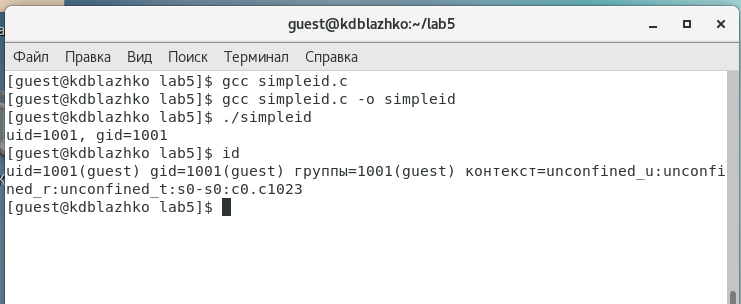 guest@kdblazhko:~/lab5
Файл Правка Вид Поиск Терминал Справка
[guest@kdblazhko lab5]$ gcc simpleid.c
[guest@kdblazhko lab5]$ gcc simpleid.c -o simpleid
[guest@kdblazhko lab5]$ ./simpleid
uid=1001, gid=1001
[guest@kdblazhko lab5]$ id
uid=1001(guest) gid=1001(guest) группы=1001(guest) контекст=unconfined_u:unconfi
ned_r:unconfined_t:s0-s0:c0.c1023
[guest@kdblazhko lab5]$